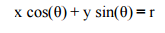 x cos(θ) + y sin(θ) = r